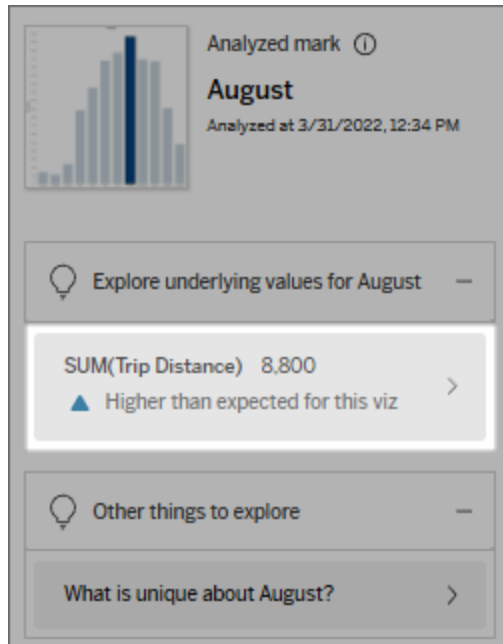 Analyzed mark
August
Analyzed at 3/31/2022, 12:34 PM
Explore underlying values for August
SUM(Trip Distance) 8,800
Higher than expected for this viz
Other things to explore
What is unique about August?